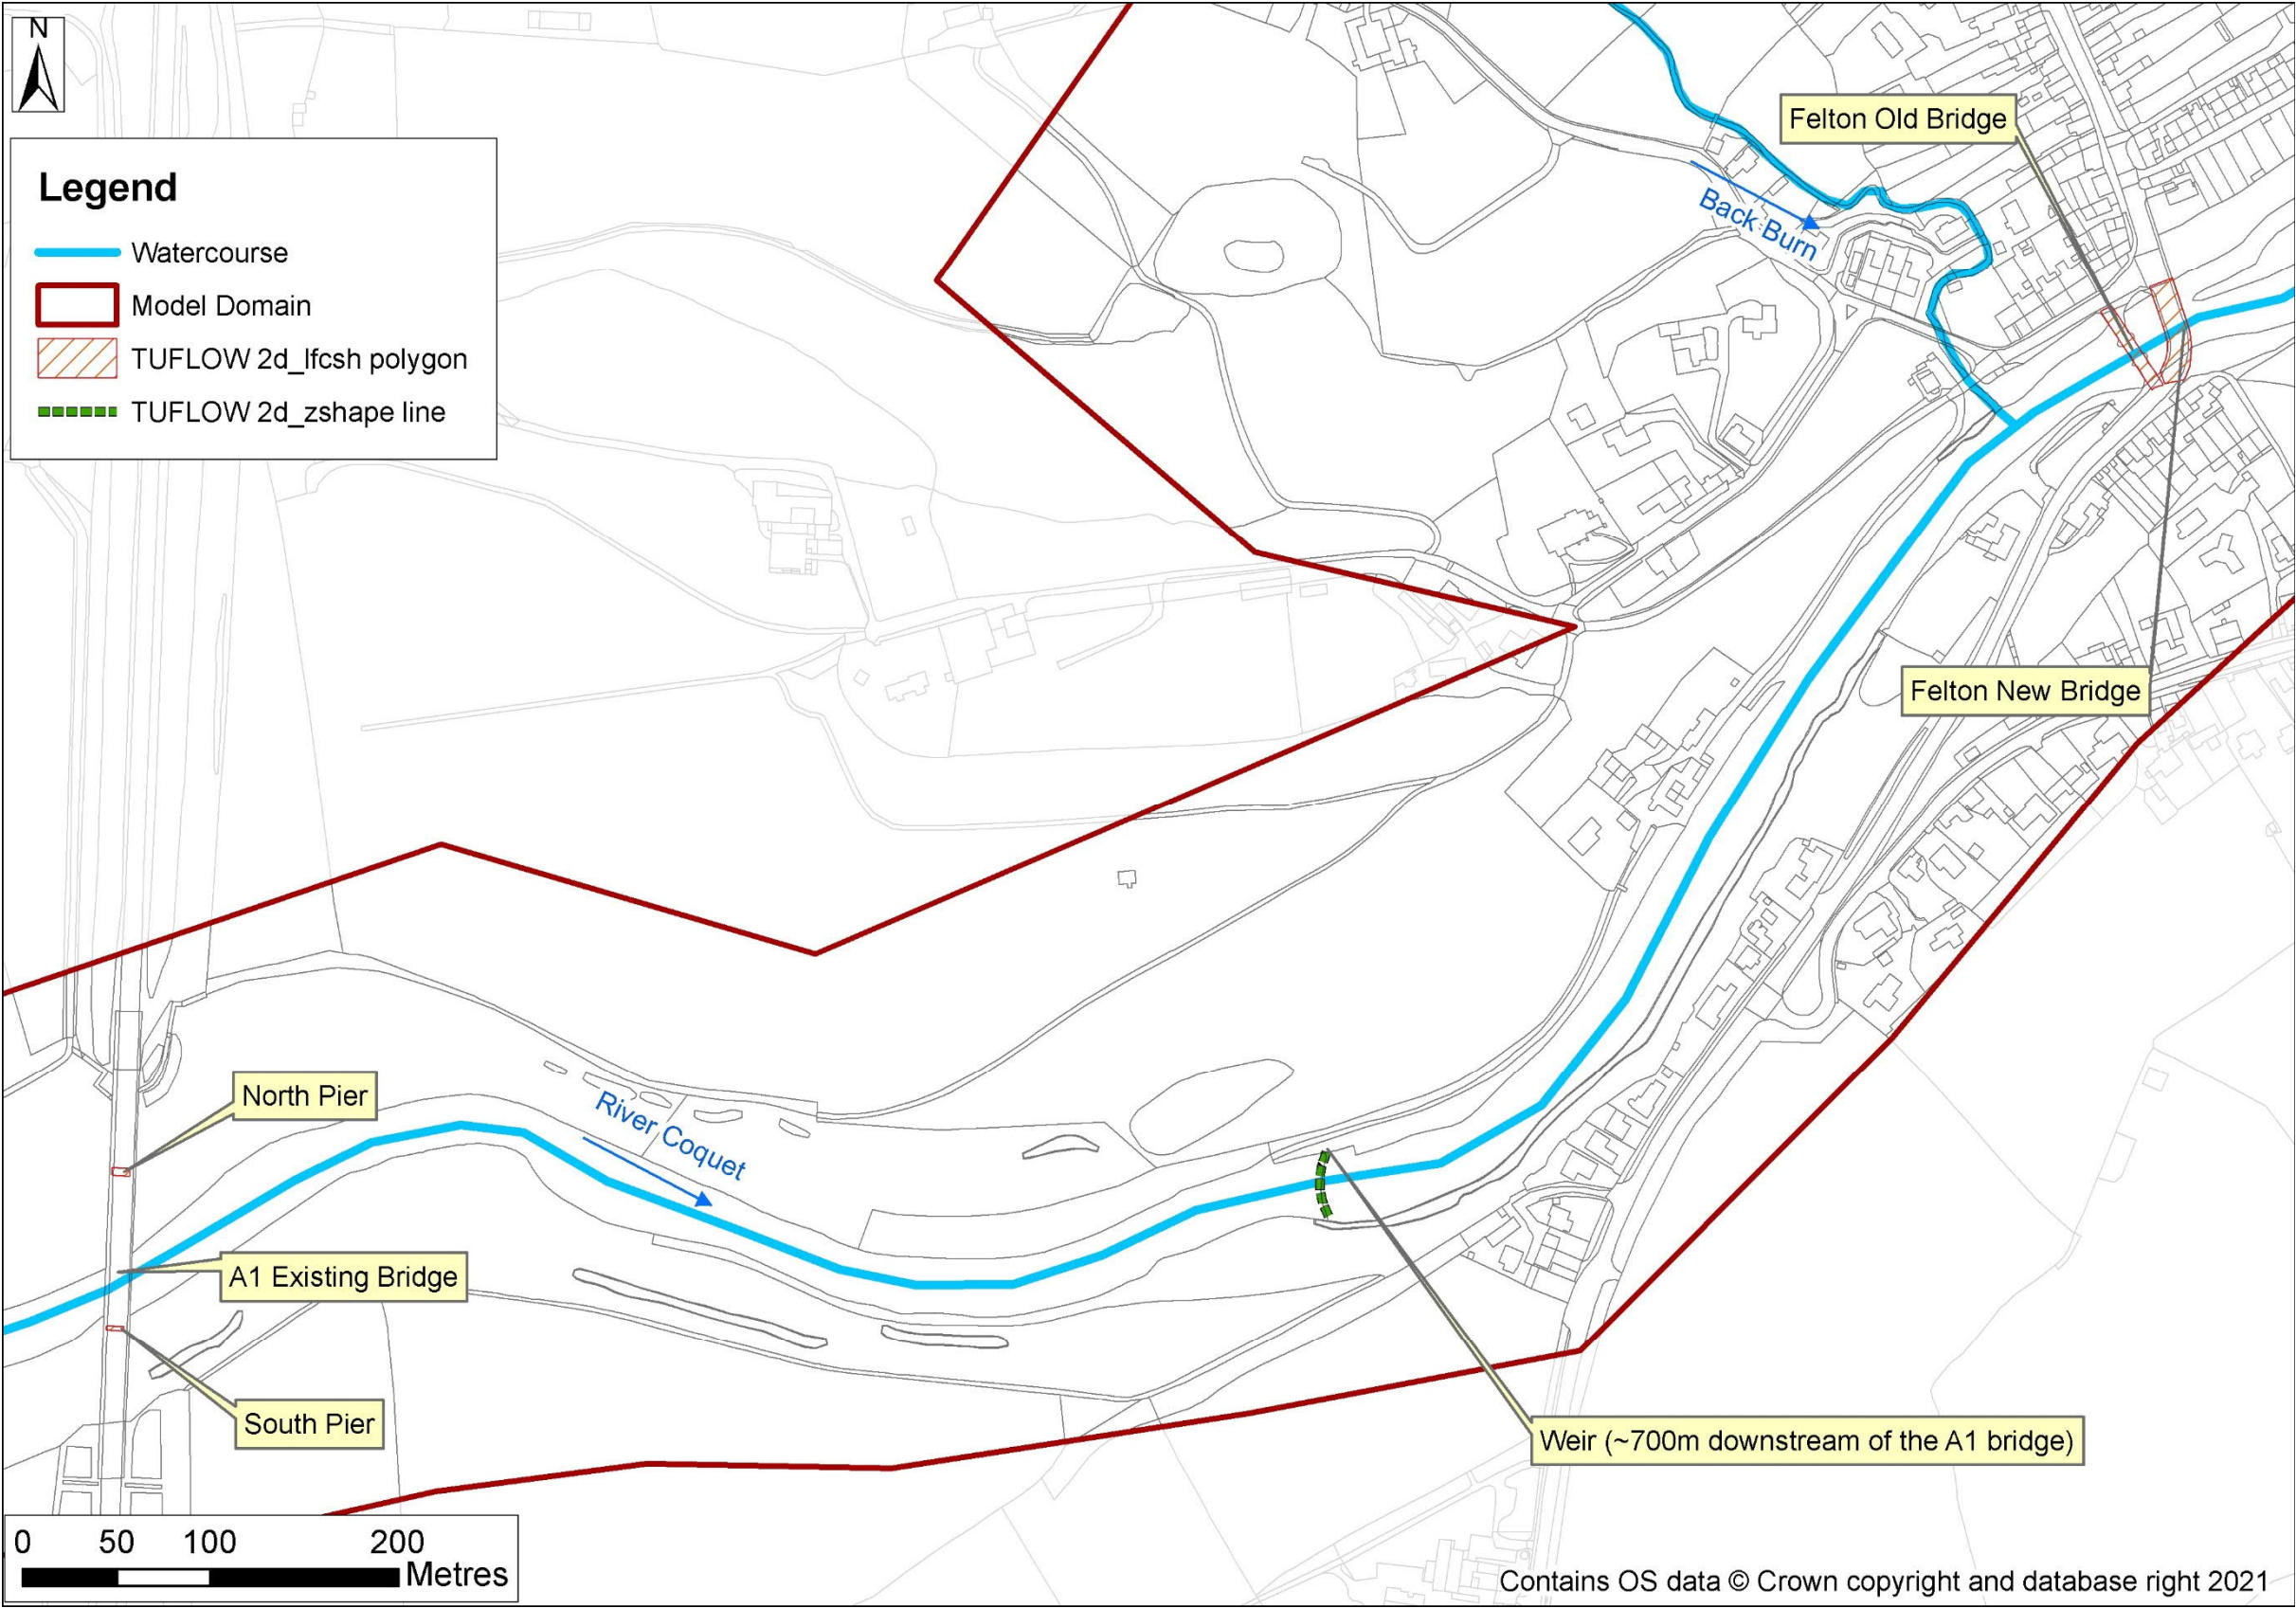 N
Legend
Watercourse
Model Domain
TUFLOW 2d_lfcsh polygon
TUFLOW 2d_zshape line
Felton Old Bridge
Back Burn
Felton New Bridge
North Pier
River Coquet
A1 Existing Bridge
South Pier
Weir (~700m downstream of the A1 bridge)
0 50 100 200
Metres
Contains OS data © Crown copyright and database right 2021